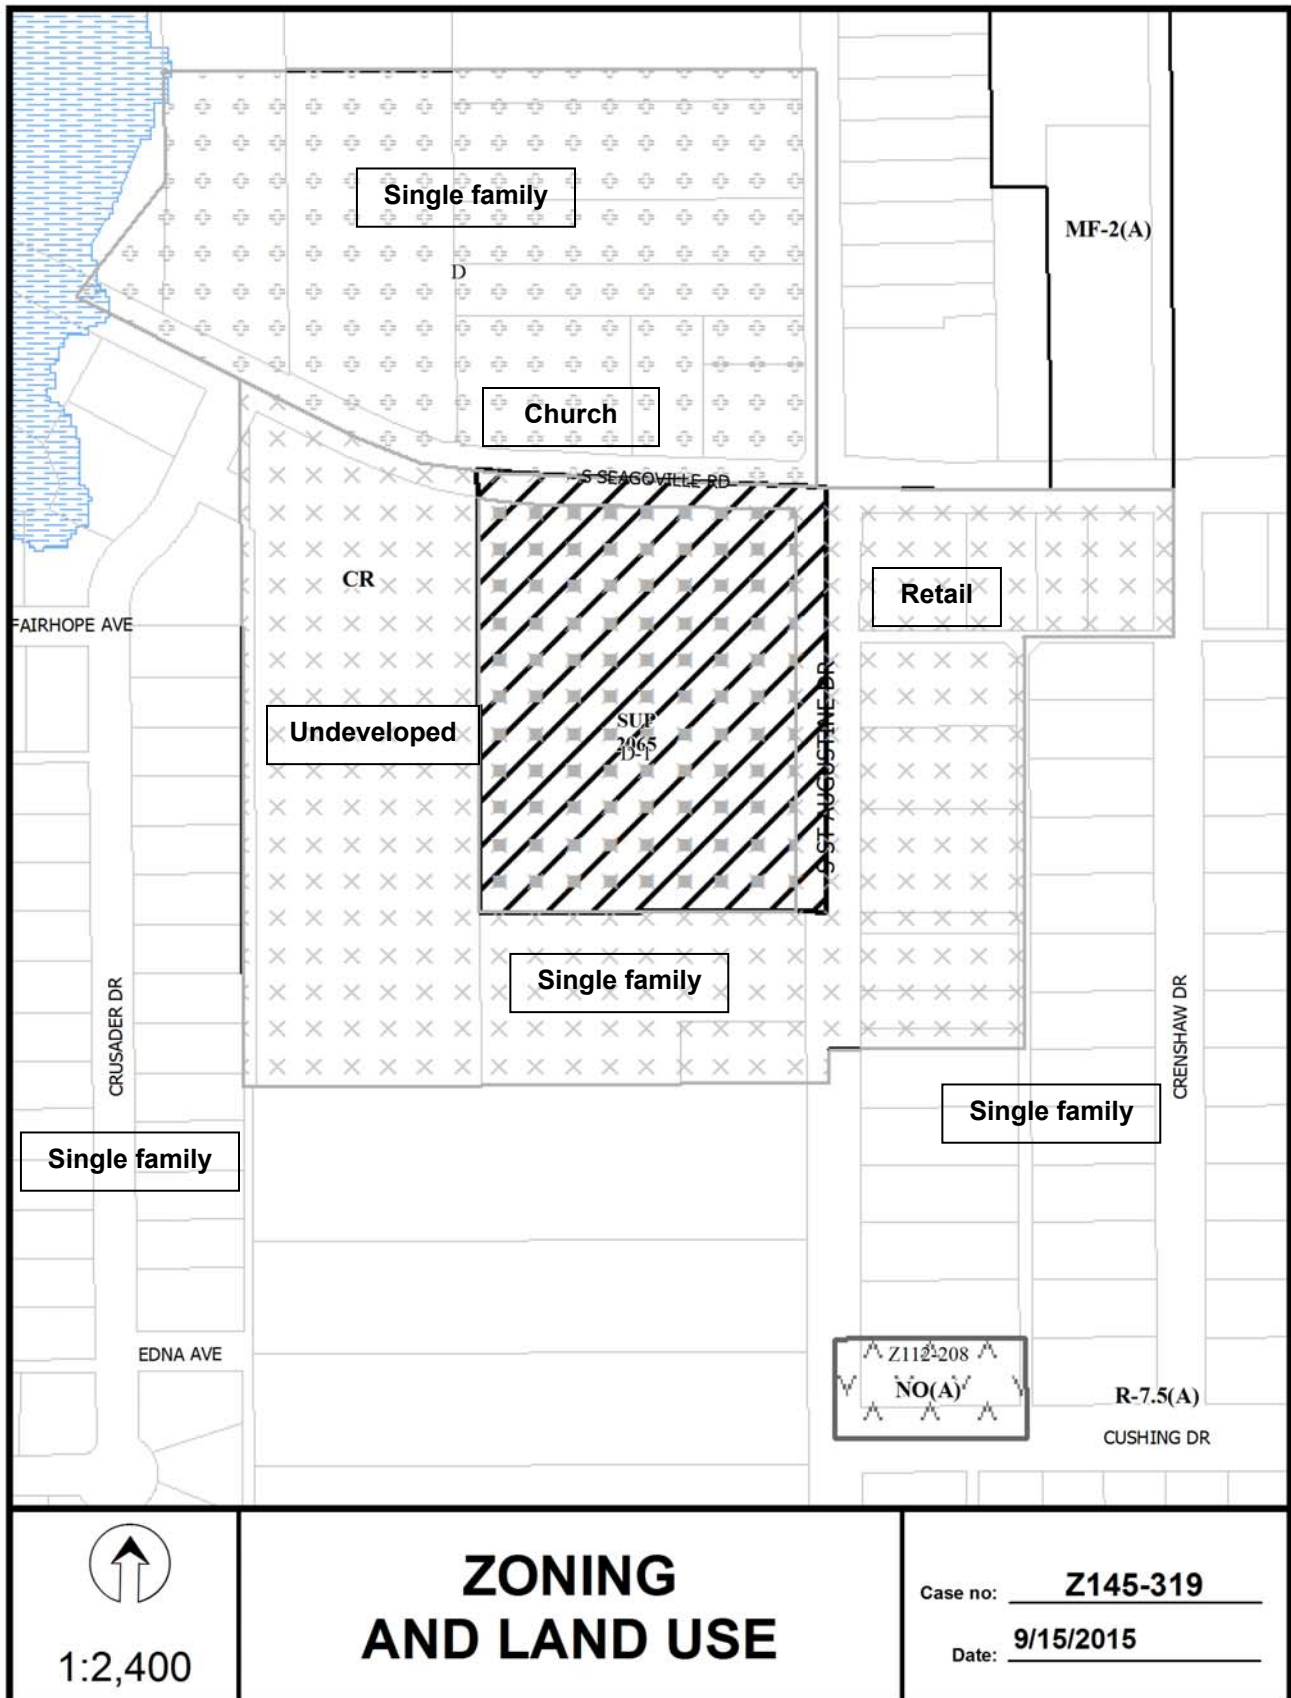 Single family
MF-2(A)
D
Church
S SEAGOVILLE RD
CR
Retail
FAIRHOPE AVE
Undeveloped
SUP
2065
D-1
S ST AUGUSTINE DR
Single family
CRUSADER DR
CRENSHAW DR
Single family
Single family
EDNA AVE
Z112-208
NO(A)
R-7.5(A)
CUSHING DR
1:2,400
ZONING
AND LAND USE
Case no: Z145-319
Date: 9/15/2015